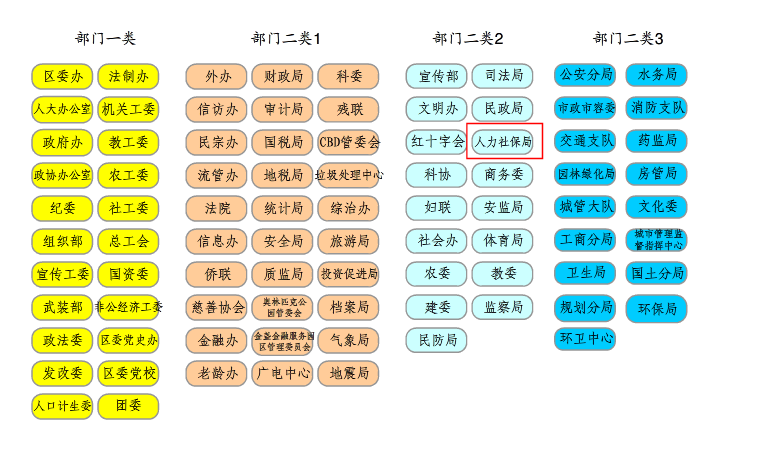 部门一类 部门二类1 部门二类2 部门二类3
区委办 法制办 外办 财政局 科委 宣传部 司法局 公安分局 水务局
人大办公室 机关工委 信访办 审计局 残联 文明办 民政局 市政市容委 消防支队
政府办 教工委 民宗办 国税局 CBD管委会 红十字会 人力社保局 交通支队 药监局
政协办公室 农工委 流管办 地税局 垃圾处理中心 科协 商务委 园林绿化局 房管局
纪委 社工委 法院 统计局 综治办 妇联 安监局 城管大队 文化委
组织部 总工会 信息办 安全局 旅游局 社会办 体育局 工商分局 城市管理监
督指挥中心
宣传工委 国资委 侨联 质监局 投资促进局 农委 教委 卫生局 国土分局
武装部 非公经济工委 慈善协会 奥林匹克公
园管委会 档案局 建委 监察局 规划分局 环保局
政法委 区委党史办 金融办 金盏金融服务园
区管理委员会 气象局 民防局 环卫中心
发改委 区委党校 老龄办 广电中心 地震局
人口计生委 团委